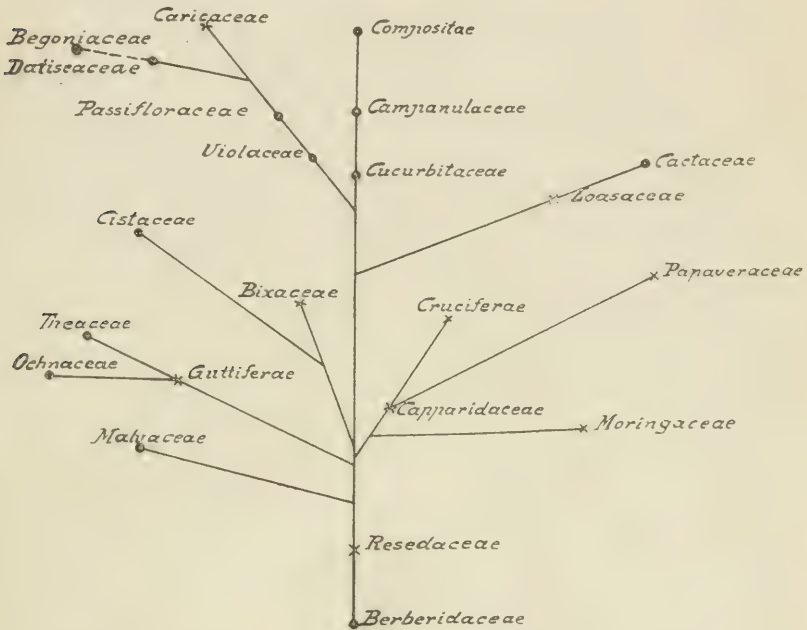 Caricaceae
Compositae
Begoniaceae
Datiscaceae
Passifloraceae
Campanulaceae
Violaceae
Cucurbitaceae
Cactaceae
Loasaceae
Cistaceae
Bixaceae
Cruciferae
Papaveraceae
Theaceae
Ochnaceae
Guttiferae
Capparidaceae
Moringaceae
Malvaceae
Resedaceae
Berberidaceae